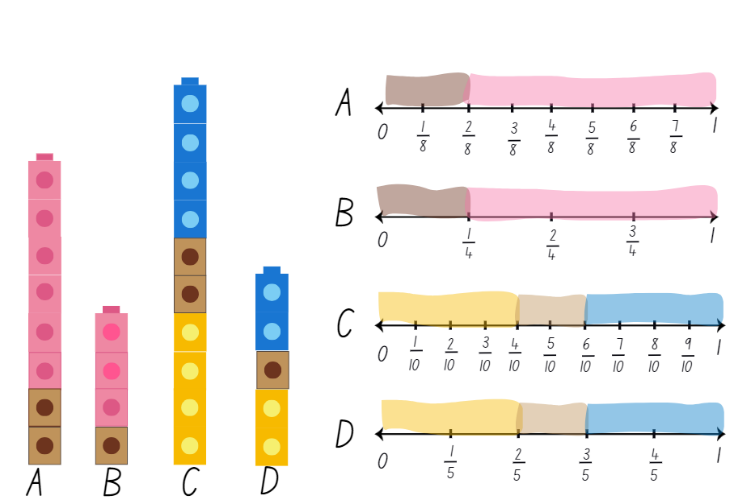 A B C D
A
0 1/8 2/8 3/8 4/8 5/8 6/8 7/8 1
B
0 1/4 2/4 3/4 1
C
0 1/10 2/10 3/10 4/10 5/10 6/10 7/10 8/10 9/10 1
D
0 1/5 2/5 3/5 4/5 1